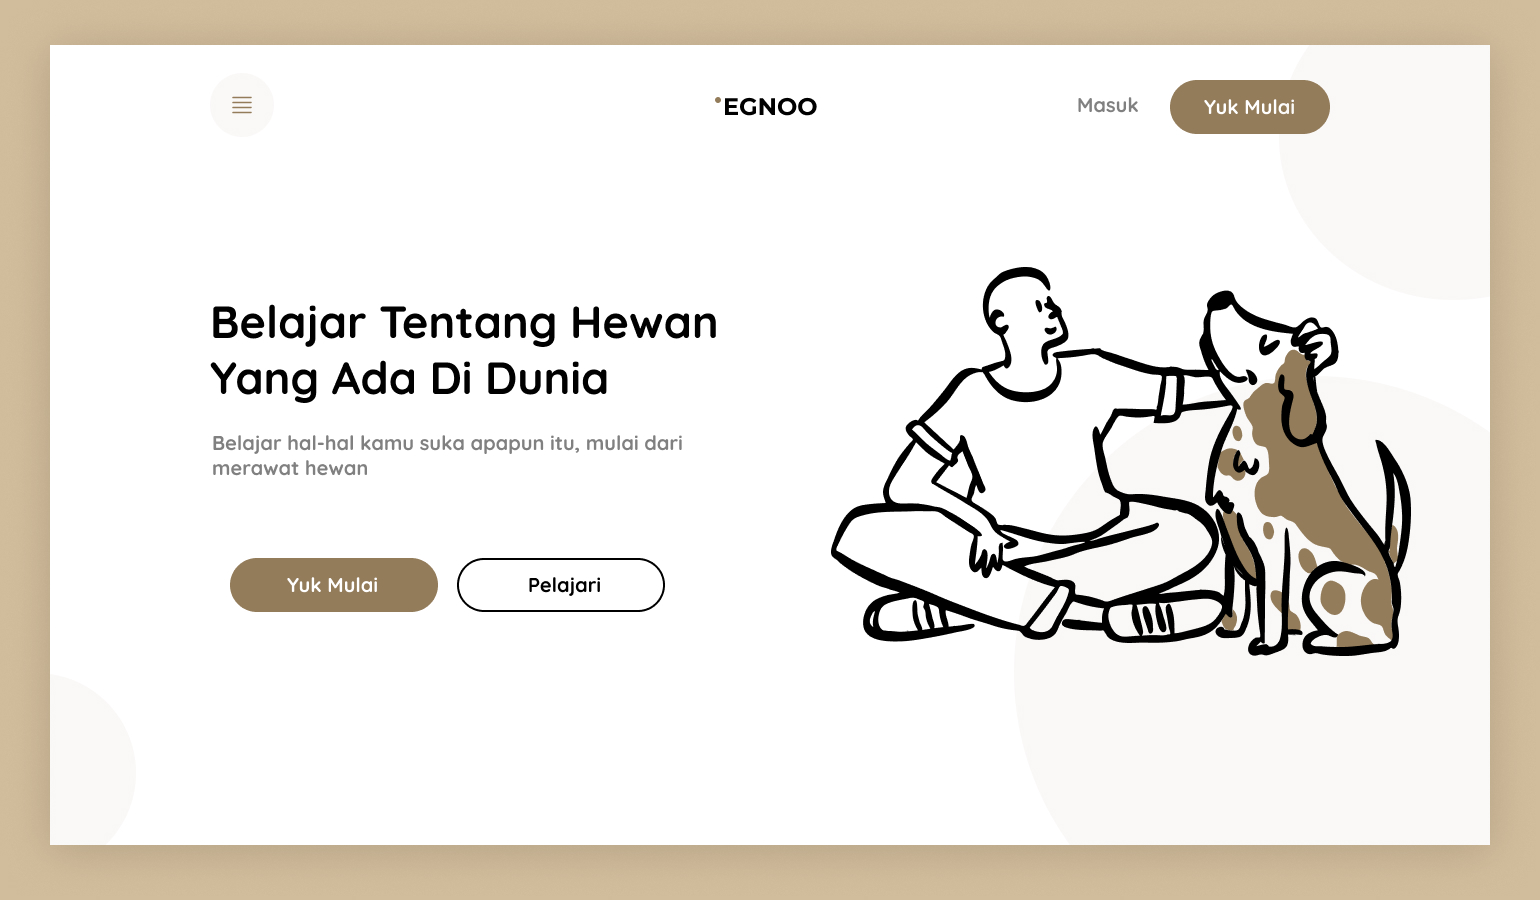 EGNOO
Masuk
Yuk Mulai
Belajar Tentang Hewan
Yang Ada Di Dunia
Belajar hal-hal kamu suka apapun itu, mulai dari
merawat hewan
Yuk Mulai
Pelajari